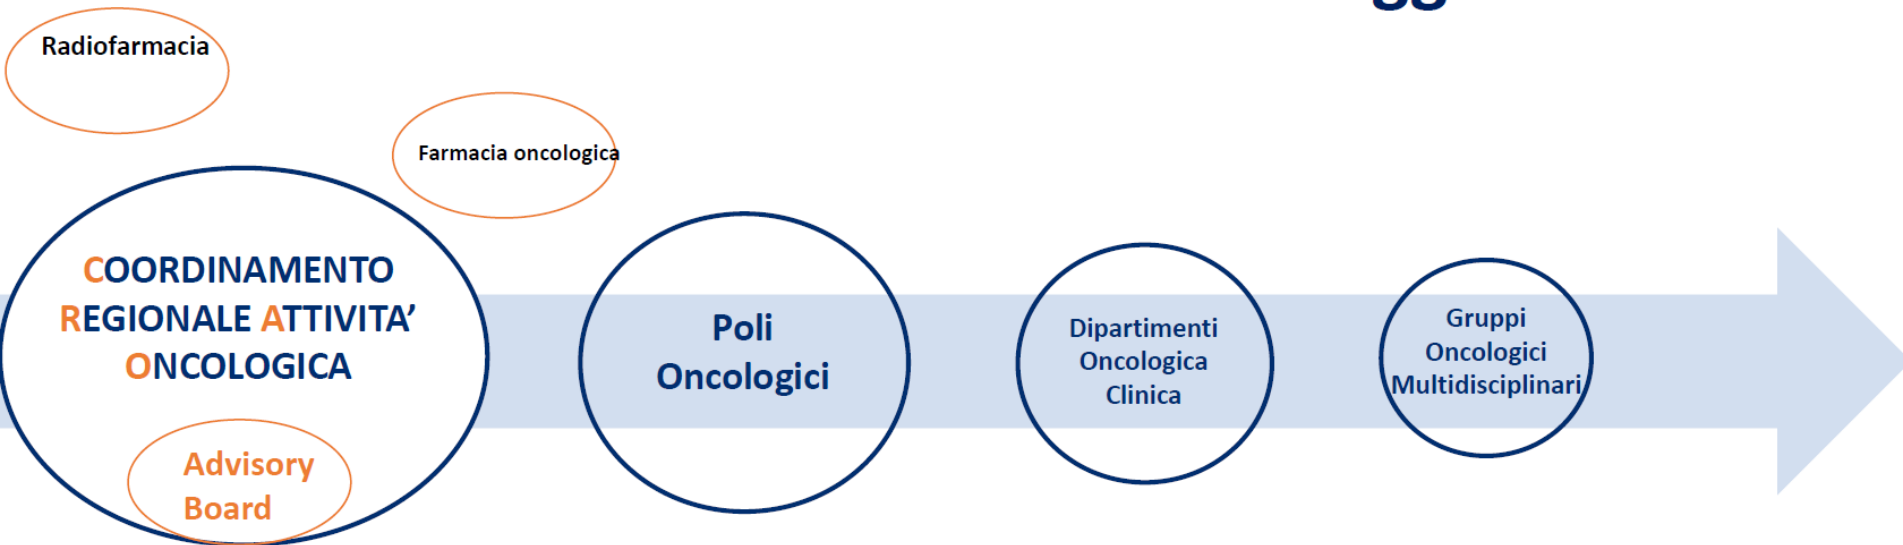 Radiofarmacia
Farmacia oncologica
COORDINAMENTO
REGIONALE ATTIVITA’
ONCOLOGICA
Advisory
Board
Poli
Oncologici
Dipartimenti
Oncologica
Clinica
Gruppi
Oncologici
Multidisciplinari